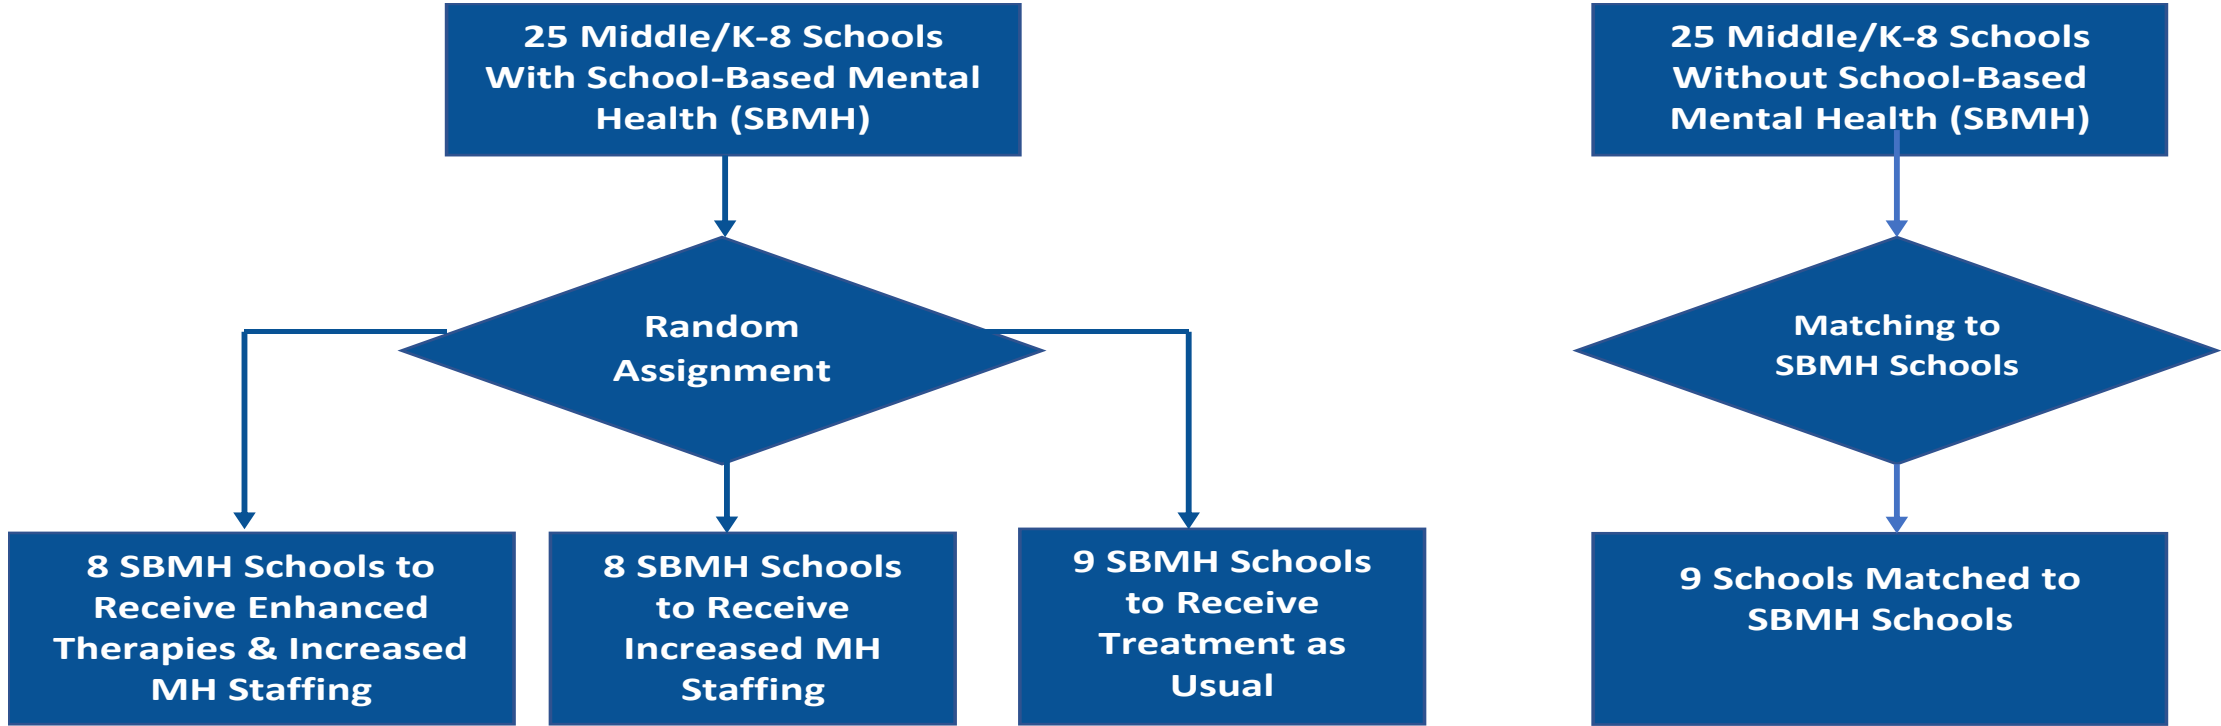 25 Middle/K-8 Schools
With School-Based Mental
Health (SBMH)
25 Middle/K-8 Schools
Without School-Based
Mental Health (SBMH)
Random
Assignment
Matching to
SBMH Schools
8 SBMH Schools to
Receive Enhanced
Therapies & Increased
MH Staffing
8 SBMH Schools
to Receive
Increased MH
Staffing
9 SBMH Schools
to Receive
Treatment as
Usual
9 Schools Matched to
SBMH Schools